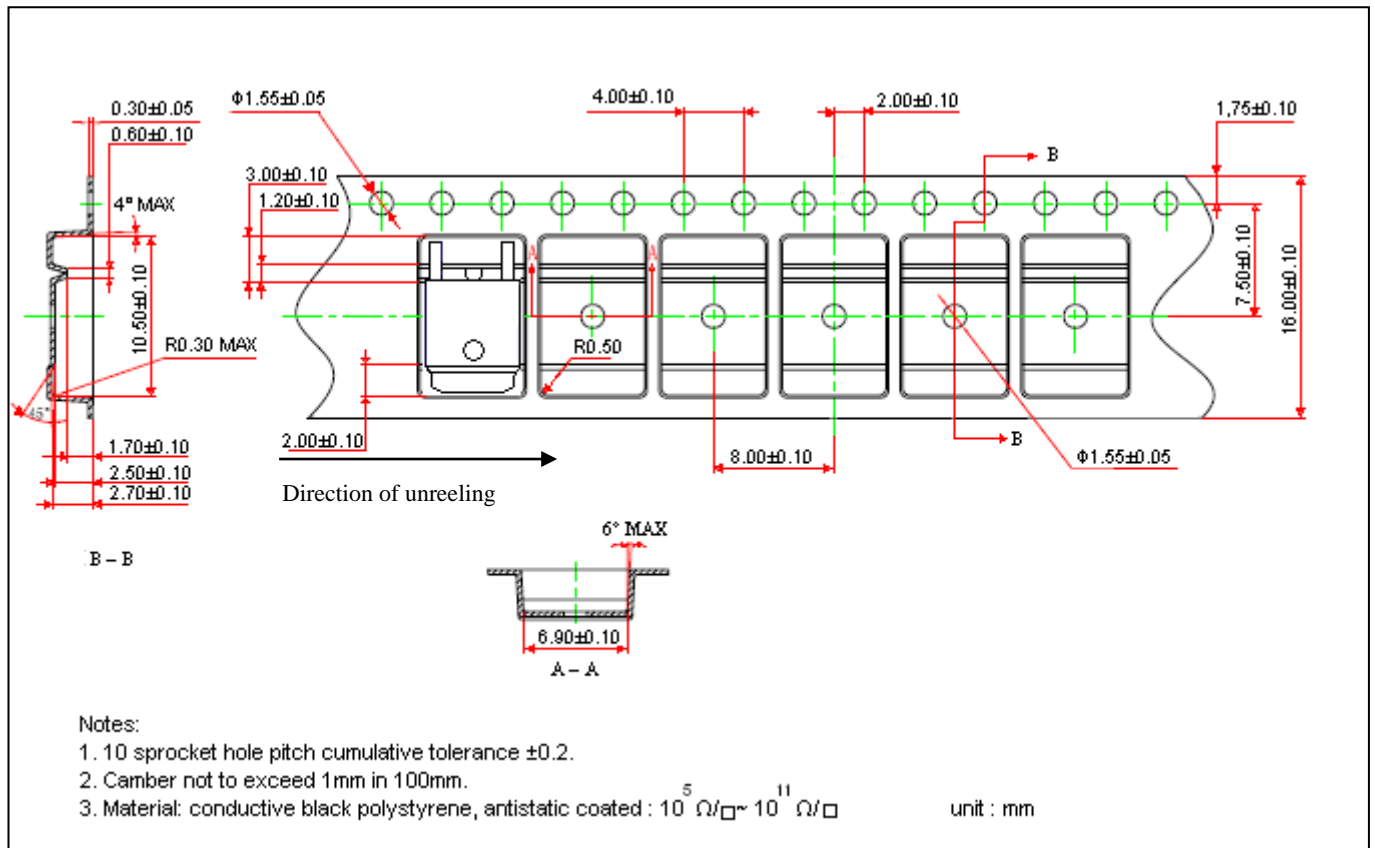 0.30±0.05
0.60±0.10
4° MAX
10.50±0.10
R0.30 MAX
45°
1.70±0.10
2.50±0.10
2.70±0.10
B – B
Φ1.55±0.05
3.00±0.10
1.20±0.10
4.00±0.10
2.00±0.10
1,75±0.10
B
A
A
7.50±0.10
16.00±0.10
R0.50
2.00±0.10
8.00±0.10
B
Φ1.55±0.05
Direction of unreeling
6° MAX
6.90±0.10
A – A
Notes:
1. 10 sprocket hole pitch cumulative tolerance ±0.2.
2. Camber not to exceed 1mm in 100mm.
3. Material: conductive black polystyrene, antistatic coated : 10⁵ Ω/□~ 10¹¹ Ω/□ unit : mm